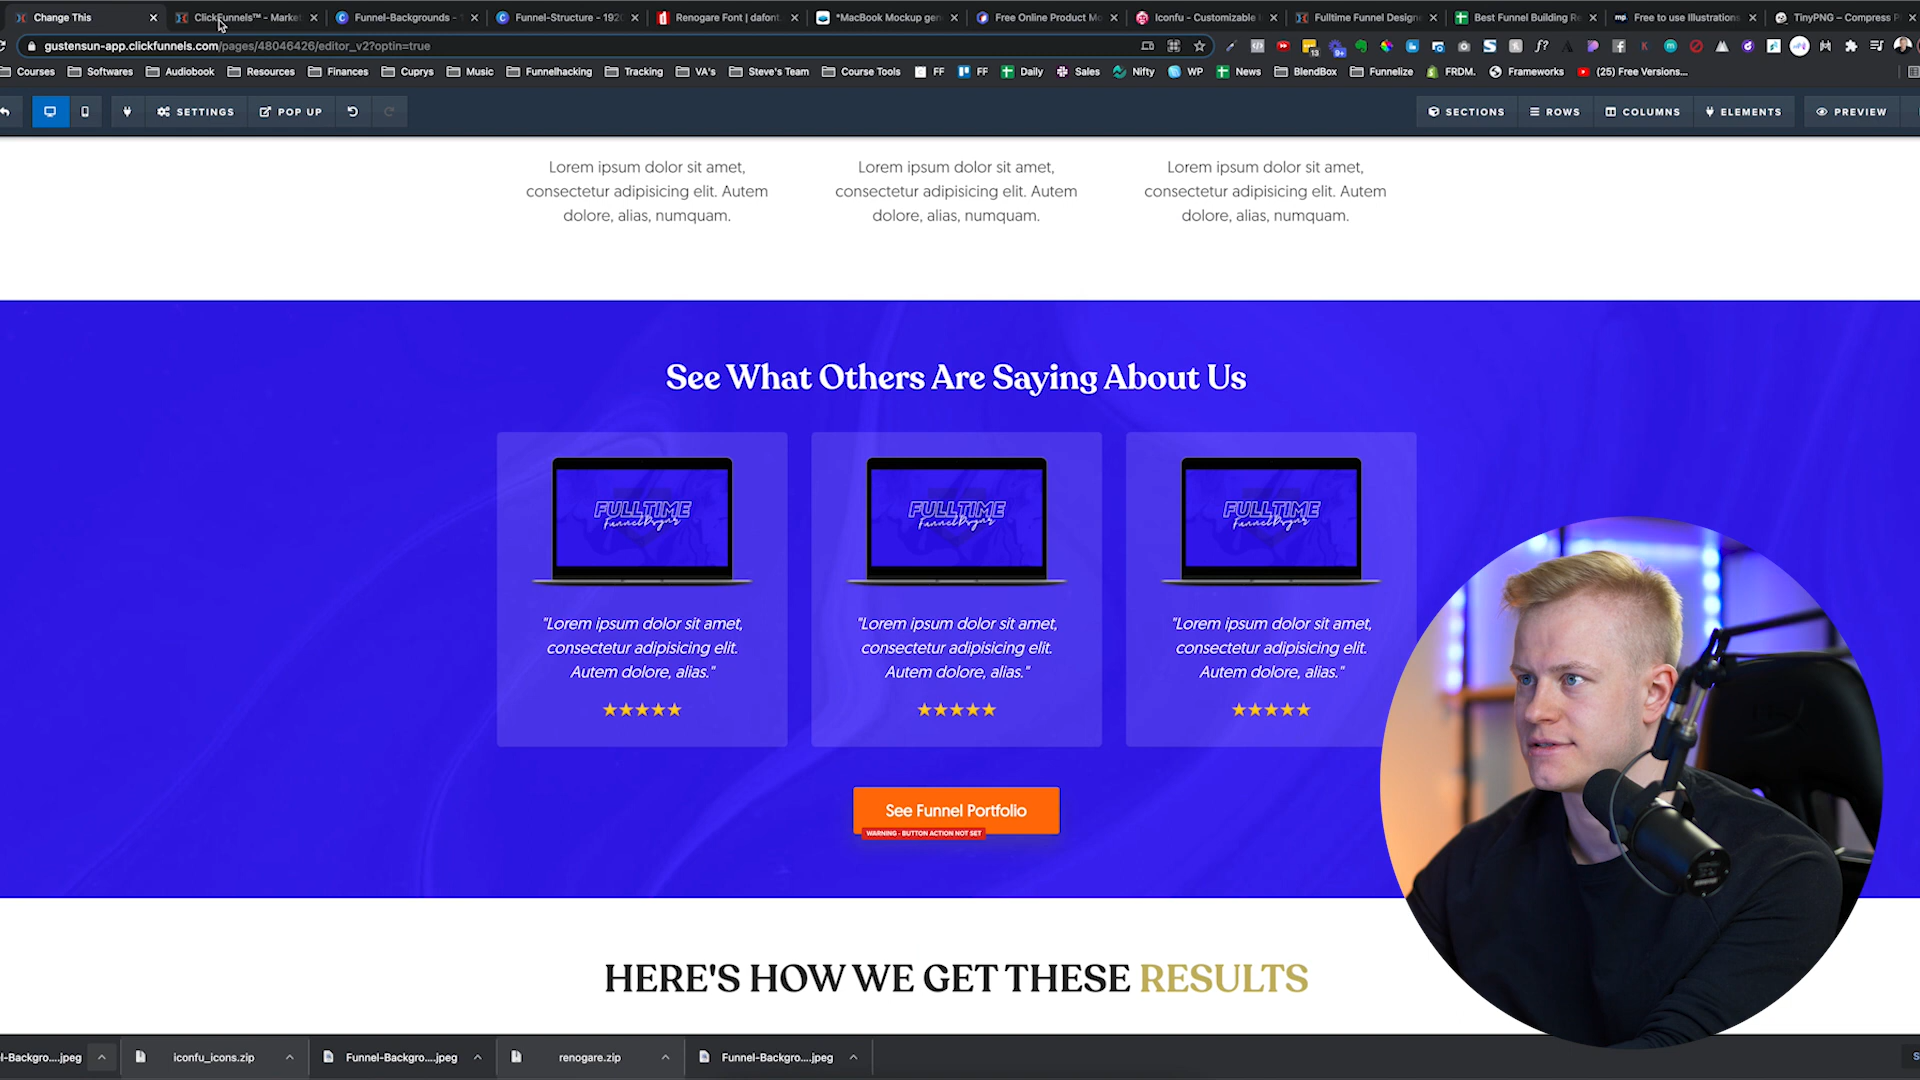 Change This
ClickFunnels™ - Market
Funnel-Backgrounds -
Funnel-Structure - 192
Renogare Font | dafont
*MacBook Mockup gen
Free Online Product Mo
Iconfu - Customizable
Fulltime Funnel Design
Best Funnel Building Re
Free to use Illustrations
TinyPNG – Compress P
gustensun-app.clickfunnels.com/pages/48046426/editor_v2?optin=true
Courses
Softwares
Audiobook
Resources
Finances
Cuprys
Music
Funnelhacking
Tracking
VA's
Steve's Team
Course Tools
FF
FF
Daily
Sales
Nifty
WP
News
BlendBox
Funnelize
FRDM.
Frameworks
(25) Free Versions...
SETTINGS
POP UP
SECTIONS
ROWS
COLUMNS
ELEMENTS
PREVIEW
Lorem ipsum dolor sit amet,
consectetur adipisicing elit. Autem
dolore, alias, numquam.
Lorem ipsum dolor sit amet,
consectetur adipisicing elit. Autem
dolore, alias, numquam.
Lorem ipsum dolor sit amet,
consectetur adipisicing elit. Autem
dolore, alias, numquam.
See What Others Are Saying About Us
FULLTIME
FULLTIME
FULLTIME
"Lorem ipsum dolor sit amet,
consectetur adipisicing elit.
Autem dolore, alias."
"Lorem ipsum dolor sit amet,
consectetur adipisicing elit.
Autem dolore, alias."
"Lorem ipsum dolor sit amet,
consectetur adipisicing elit.
Autem dolore, alias."
See Funnel Portfolio
WARNING - BUTTON ACTION NOT SET
HERE'S HOW WE GET THESE RESULTS
l-Backgro....jpeg
iconfu_icons.zip
Funnel-Backgro....jpeg
renogare.zip
Funnel-Backgro....jpeg